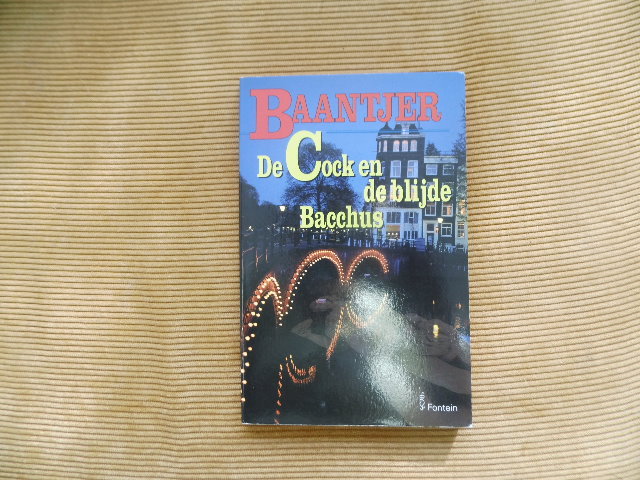 BAANTJER
De Cock en
de blijde
Bacchus
Fontein